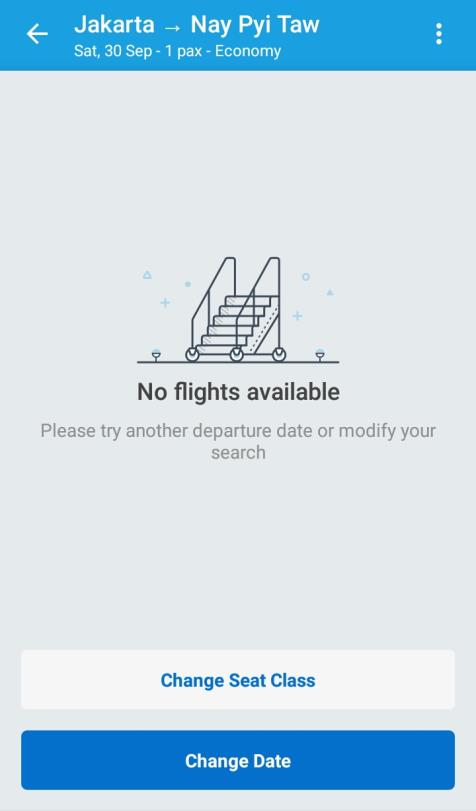 Jakarta → Nay Pyi Taw
Sat, 30 Sep - 1 pax - Economy
No flights available
Please try another departure date or modify your
search
Change Seat Class
Change Date